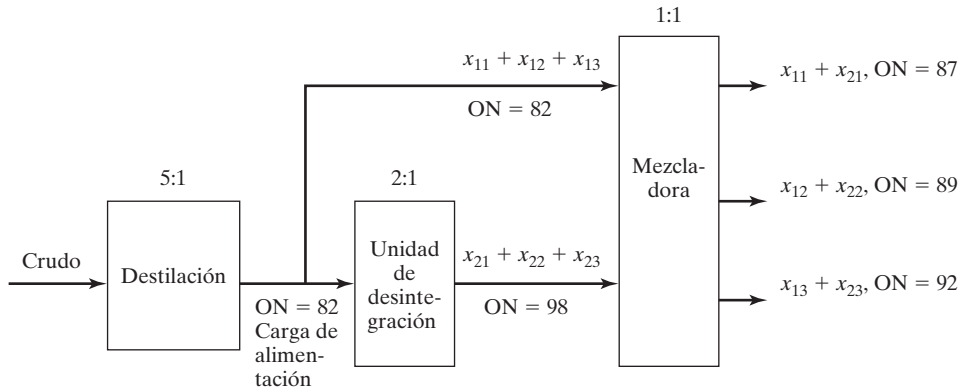 1:1
x11 + x12 + x13
x11 + x21, ON = 87
ON = 82
Mezcla-
dora
5:1
2:1
x12 + x22, ON = 89
Crudo
Destilación
Unidad
de
desinte-
gración
x21 + x22 + x23
x13 + x23, ON = 92
ON = 82
Carga de
alimen-
tación
ON = 98